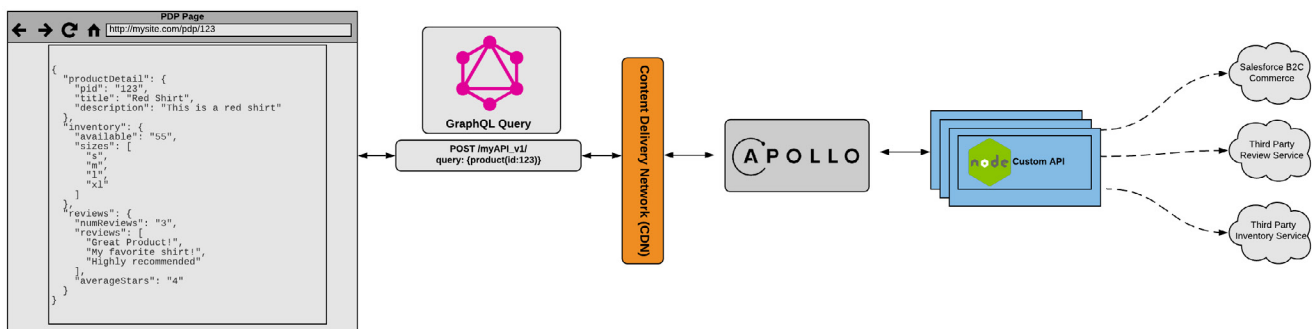 PDP Page
http://mysite.com/pdp/123
{
"productDetail": {
"pid": "123",
"title": "Red Shirt",
"description": "This is a red shirt"
},
"inventory": {
"available": "55",
"sizes": [
"s",
"m",
"l",
"xl"
]
},
"reviews": {
"numReviews": "3",
"reviews": [
"Great Product!",
"My favorite shirt!",
"Highly recommended"
],
"averageStars": "4"
}
}
GraphQL Query
POST /myAPI_v1/
query: {product(id:123)}
Content Delivery Network (CDN)
APOLLO
node
Custom API
Salesforce B2C
Commerce
Third Party
Review Service
Third Party
Inventory Service